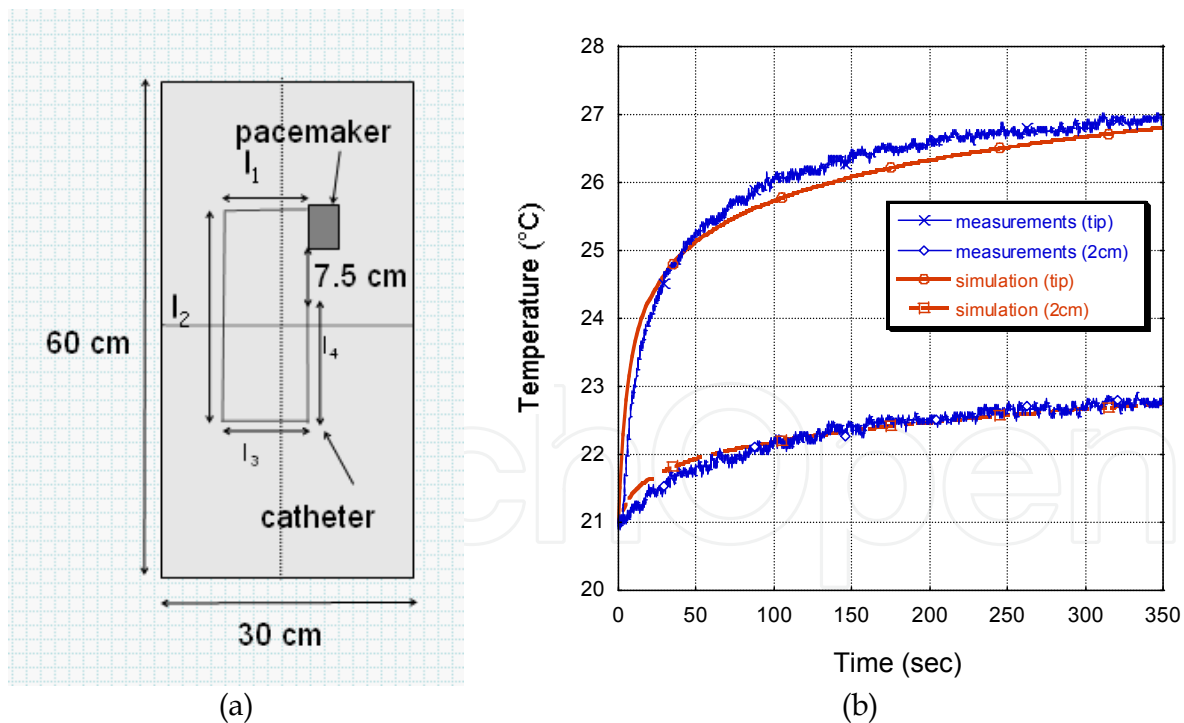 pacemaker
l₁
7.5 cm
l₂
60 cm
l₄
l₃
catheter
30 cm
(a)
28
27
26
25
24
23
22
21
20
Temperature (°C)
measurements (tip)
measurements (2cm)
simulation (tip)
simulation (2cm)
0 50 100 150 200 250 300 350
Time (sec)
(b)